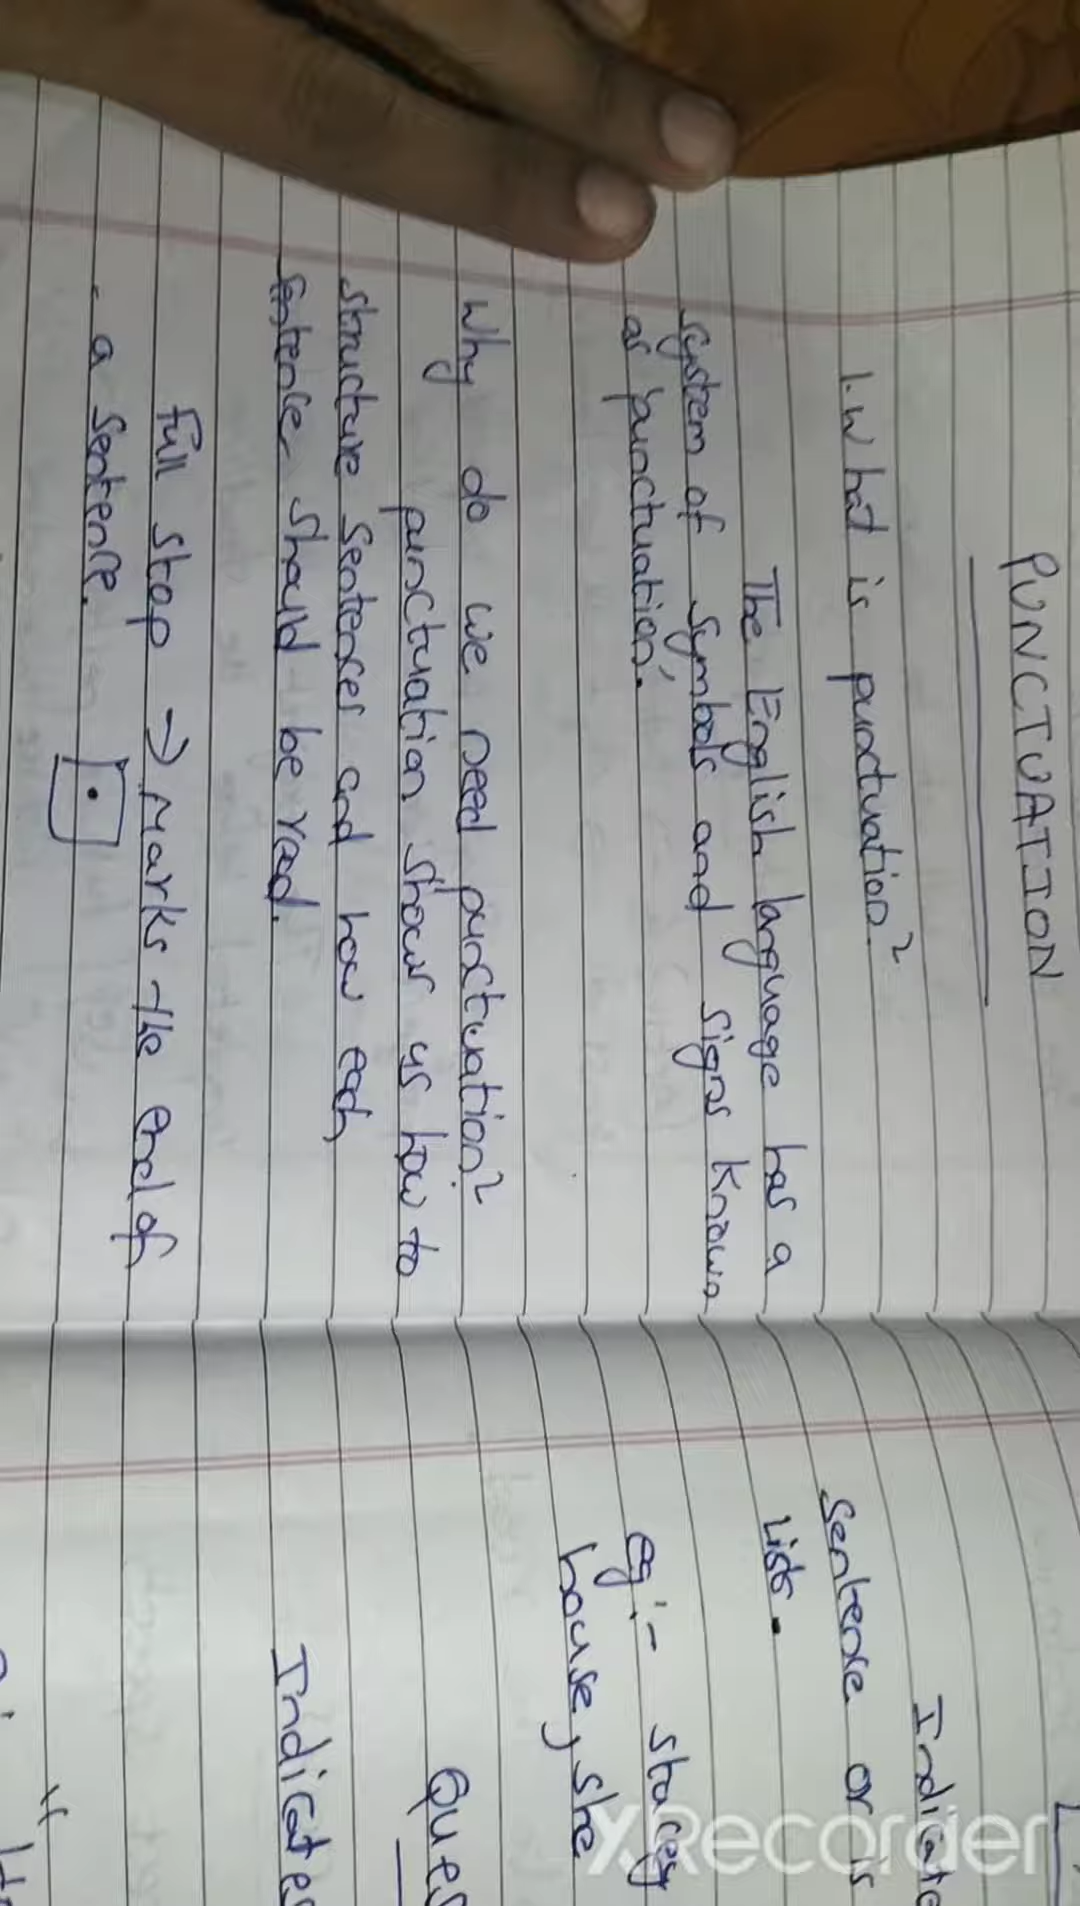 PUNCTUATION
1. What is punctuation?
The English language has a
system of symbols and signs known
as punctuation.
Why do we need punctuation?
punctuation shows us how to
structure sentences and how each
sentence should be read.
Full stop → Marks the end of
a sentence. .
Indicate
sentence or is
list.
eg:- stacey
house, she
Ques
Indicates
XRecorder